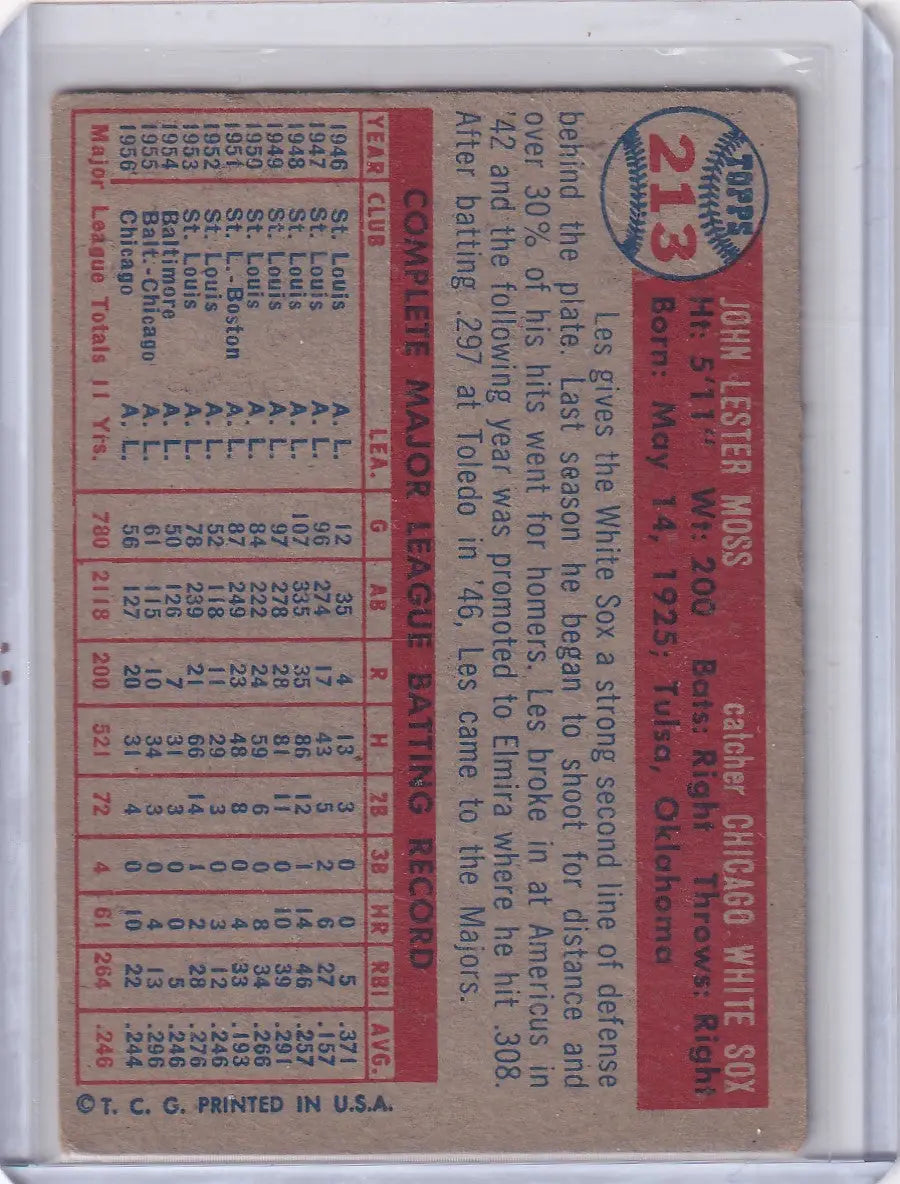 TOPPS
213
JOHN LESTER MOSS catcher CHICAGO WHITE SOX
Ht: 5'11" Wt: 200 Bats: Right Throws: Right
Born: May 14, 1925; Tulsa, Oklahoma
Les gives the White Sox a strong second line of defense
behind the plate. Last season he began to shoot for distance and
over 30% of his hits went for homers. Les broke in at Americus in
'42 and the following year was promoted to Elmira where he hit .308.
After batting .297 at Toledo in '46, Les came to the Majors.
COMPLETE MAJOR LEAGUE BATTING RECORD
YEAR CLUB LEA. G AB R H 2B 3B HR RBI AVG.
1946 St. Louis A. L. 12 35 4 13 3 0 0 5 .371
1947 St. Louis A. L. 96 274 17 43 5 2 6 27 .157
1948 St. Louis A. L. 107 335 35 86 12 1 14 46 .257
1949 St. Louis A. L. 97 278 28 81 11 0 10 39 .291
1950 St. Louis A. L. 84 222 24 59 6 0 8 34 .266
1951 St. L.-Boston A. L. 87 249 23 48 8 0 4 33 .193
1952 St. Louis A. L. 52 118 11 29 3 0 3 12 .246
1953 St. Louis A. L. 78 239 21 66 14 1 2 28 .276
1954 Baltimore A. L. 50 126 7 31 3 0 0 5 .246
1955 Balt.-Chicago A. L. 61 115 10 34 3 0 4 13 .296
1956 Chicago A. L. 56 127 20 31 4 0 10 22 .244
Major League Totals 11 Yrs. 780 2118 200 521 72 4 61 264 .246
© T. C. G. PRINTED IN U.S.A.